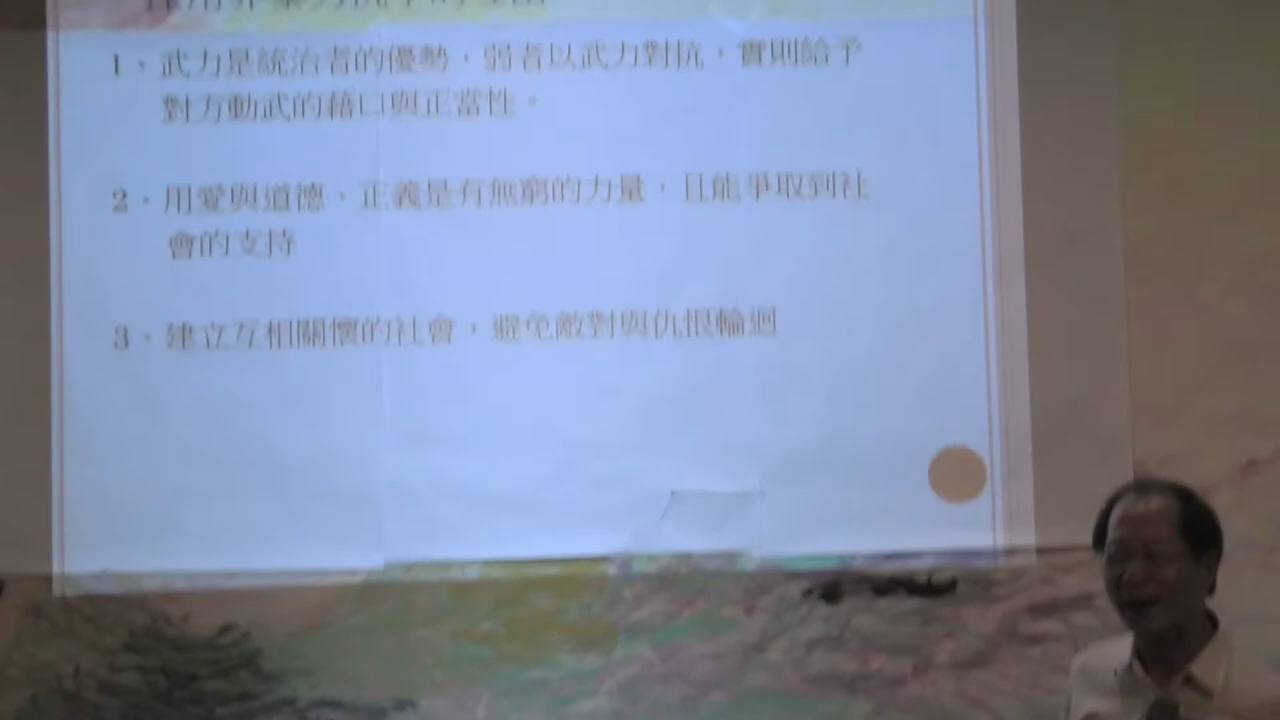 1、武力是統治者的優勢，弱者以武力對抗，實則給予
對方動武的藉口與正當性。
2、用愛與道德、正義是有無窮的力量，且能爭取到社
會的支持
3、建立互相關懷的社會，避免敵對與仇恨輪迴